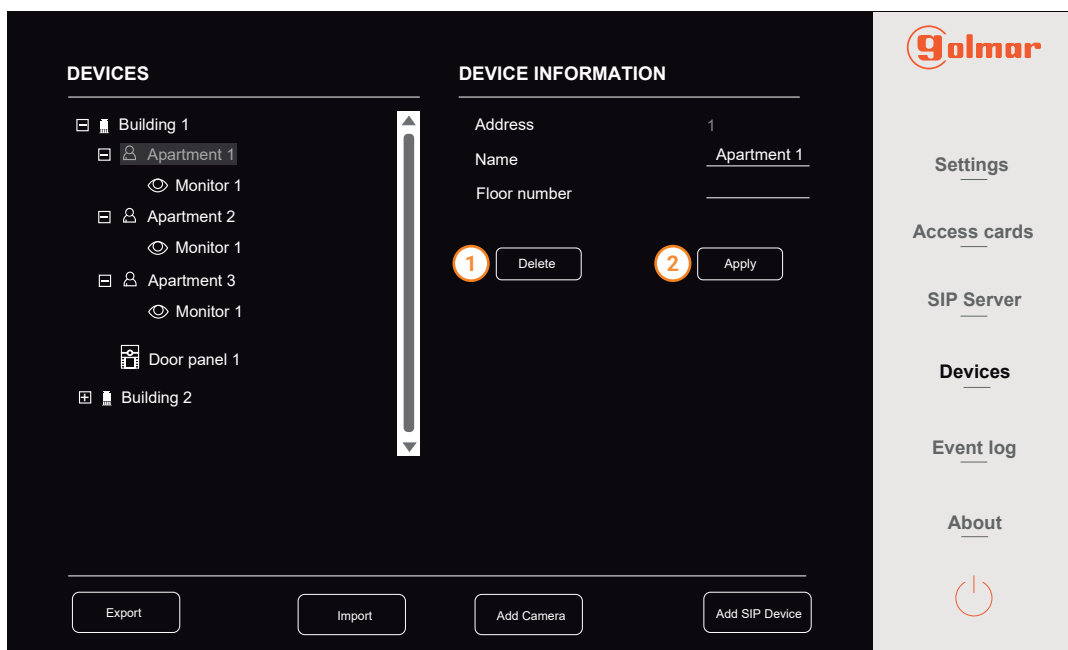 DEVICES
Building 1
Apartment 1
Monitor 1
Apartment 2
Monitor 1
Apartment 3
Monitor 1
Door panel 1
Building 2
DEVICE INFORMATION
Address 1
Name Apartment 1
Floor number
1 Delete
2 Apply
Export
Import
Add Camera
Add SIP Device
golmar
Settings
Access cards
SIP Server
Devices
Event log
About